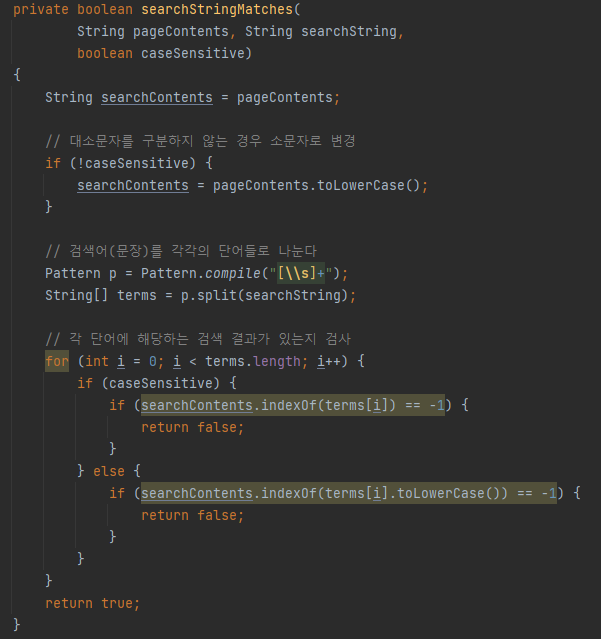 private boolean searchStringMatches(
        String pageContents, String searchString,
        boolean caseSensitive)
{
    String searchContents = pageContents;

    // 대소문자를 구분하지 않는 경우 소문자로 변경
    if (!caseSensitive) {
        searchContents = pageContents.toLowerCase();
    }

    // 검색어(문장)를 각각의 단어들로 나눈다
    Pattern p = Pattern.compile("[\\s]+");
    String[] terms = p.split(searchString);

    // 각 단어에 해당하는 검색 결과가 있는지 검사
    for (int i = 0; i < terms.length; i++) {
        if (caseSensitive) {
            if (searchContents.indexOf(terms[i]) == -1) {
                return false;
            }
        } else {
            if (searchContents.indexOf(terms[i].toLowerCase()) == -1) {
                return false;
            }
        }
    }
    return true;
}